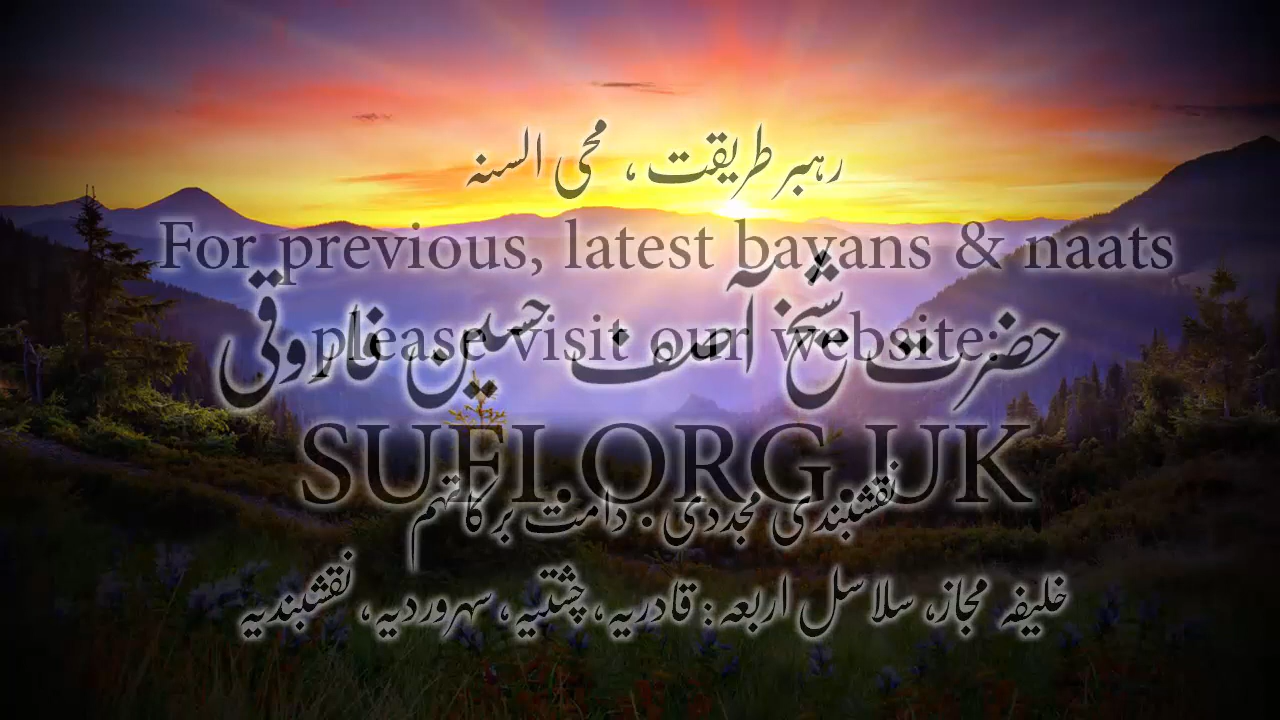 رہبر طریقت، محی السنہ
For previous, latest bayans & naats
حضرت شیخ آصف حسین فاروقی
please visit our website:
SUFI.ORG.UK
نقشبندی مجددی . دامت برکاتہم
خلیفہ مجاز، سلاسل اربعہ: قادریہ، چشتیہ، سہروردیہ، نقشبندیہ